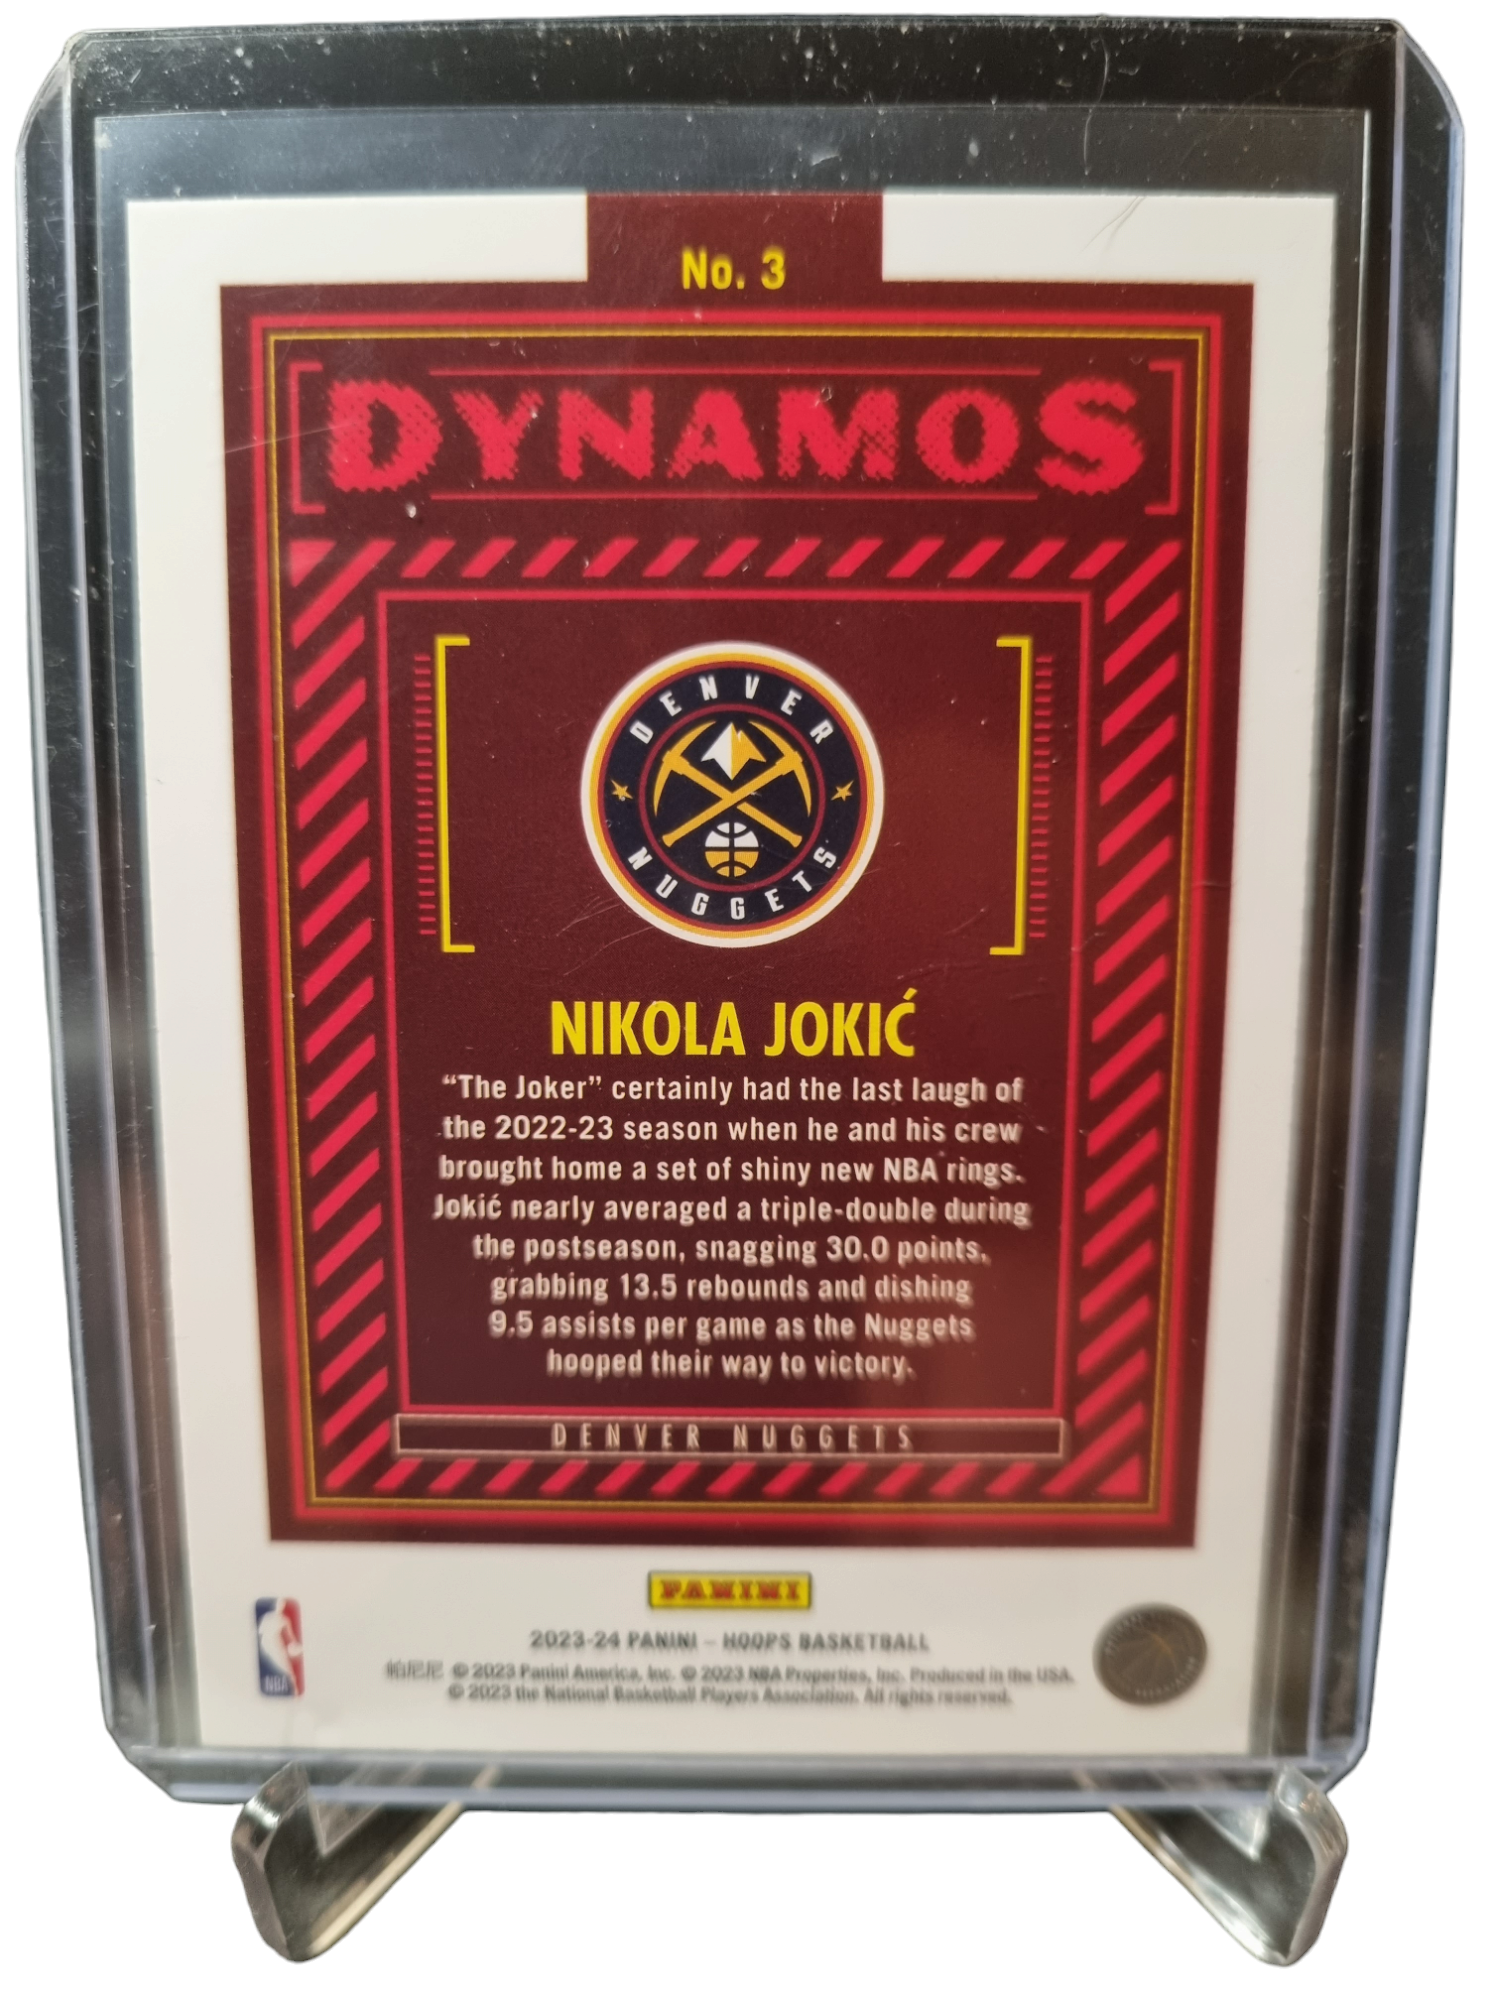 No. 3
DYNAMOS
DENVER
NUGGETS
NIKOLA JOKIĆ
“The Joker” certainly had the last laugh of
the 2022-23 season when he and his crew
brought home a set of shiny new NBA rings.
Jokić nearly averaged a triple-double during
the postseason, snagging 30.0 points,
grabbing 13.5 rebounds and dishing
9.5 assists per game as the Nuggets
hooped their way to victory.
DENVER NUGGETS
PANINI
NBA
2023-24 PANINI – HOOPS BASKETBALL
帕尼尼 © 2023 Panini America, Inc. © 2023 NBA Properties, Inc. Produced in the USA.
© 2023 the National Basketball Players Association. All rights reserved.